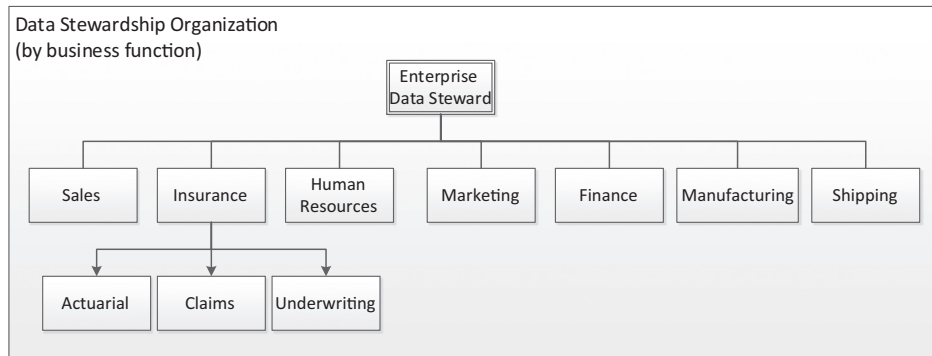 Data Stewardship Organization
(by business function)
Enterprise
Data Steward
Sales
Insurance
Human
Resources
Marketing
Finance
Manufacturing
Shipping
Actuarial
Claims
Underwriting